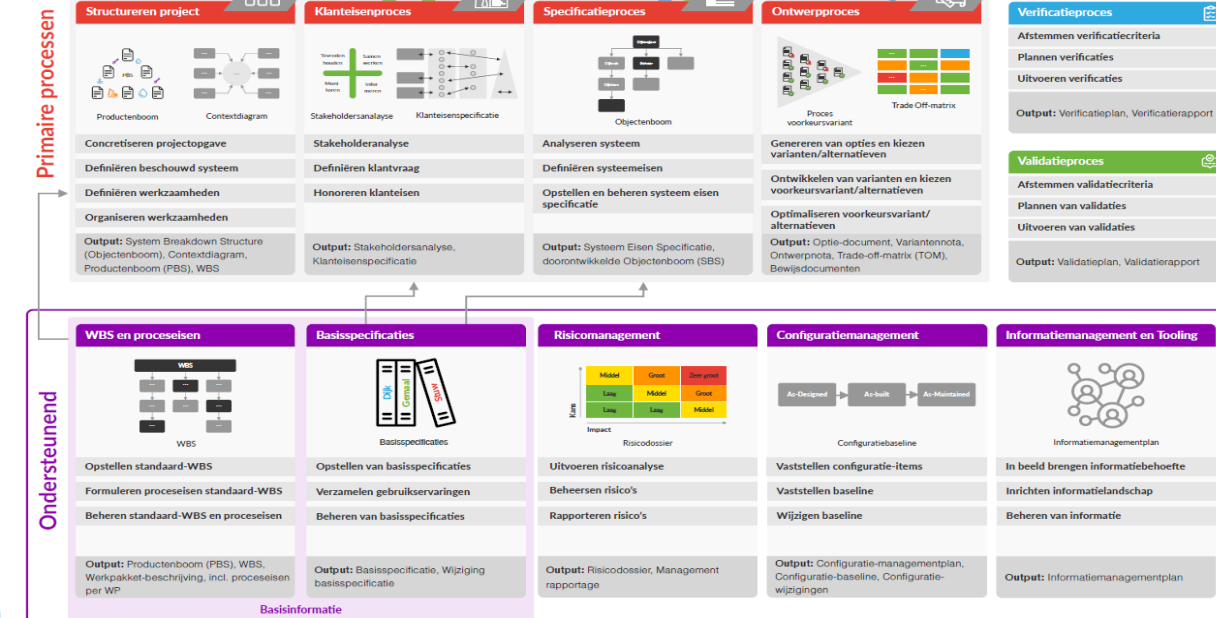 Primaire processen
Structureren project
PBS
Productenboom
Contextdiagram
Concretiseren projectopgave
Definiëren beschouwd systeem
Definiëren werkzaamheden
Organiseren werkzaamheden
Output: System Breakdown Structure
(Objectenboom), Contextdiagram,
Productenboom (PBS), WBS
Klanteisenproces
Tevreden
houden
Samen
werken
Moni
toren
Infor
meren
Stakeholdersanalayse
Klanteisenspecificatie
Stakeholderanalyse
Definiëren klantvraag
Honoreren klanteisen
Output: Stakeholdersanalyse,
Klanteisenspecificatie
Specificatieproces
Objectenboom
Analyseren systeem
Definiëren systeemeisen
Opstellen en beheren systeem eisen
specificatie
Output: Systeem Eisen Specificatie,
doorontwikkelde Objectenboom (SBS)
Ontwerpproces
Proces
voorkeursvariant
Trade Off-matrix
Genereren van opties en kiezen
varianten/alternatieven
Ontwikkelen van varianten en kiezen
voorkeursvariant/alternatieven
Optimaliseren voorkeursvariant/
alternatieven
Output: Optie-document, Variantennota,
Ontwerpnota, Trade-off-matrix (TOM),
Bewijsdocumenten
Verificatieproces
Afstemmen verificatiecriteria
Plannen verificaties
Uitvoeren verificaties
Output: Verificatieplan, Verificatierapport
Validatieproces
Afstemmen validatiecriteria
Plannen van validaties
Uitvoeren van validaties
Output: Validatieplan, Validatierapport
Ondersteunend
WBS en proceseisen
WBS
WBS
Opstellen standaard-WBS
Formuleren proceseisen standaard-WBS
Beheren standaard-WBS en proceseisen
Output: Productenboom (PBS), WBS,
Werkpakket-beschrijving, incl. proceseisen
per WP
Basisspecificaties
Dijk
Gemaal
Stuw
Basisspecificaties
Opstellen van basisspecificaties
Verzamelen gebruikservaringen
Beheren van basisspecificaties
Output: Basisspecificatie, Wijziging
basisspecificatie
Basisinformatie
Risicomanagement
Kans
Middel
Groot
Zeer groot
Laag
Middel
Groot
Laag
Laag
Middel
Impact
Risicodossier
Uitvoeren risicoanalyse
Beheersen risico's
Rapporteren risico's
Output: Risicodossier, Management
rapportage
Configuratiemanagement
As-Designed
As-built
As-Maintained
Configuratiebaseline
Vaststellen configuratie-items
Vaststellen baseline
Wijzigen baseline
Output: Configuratie-managementplan,
Configuratie-baseline, Configuratie-
wijzigingen
Informatiemanagement en Tooling
Informatiemanagementplan
In beeld brengen informatiebehoefte
Inrichten informatielandschap
Beheren van informatie
Output: Informatiemanagementplan